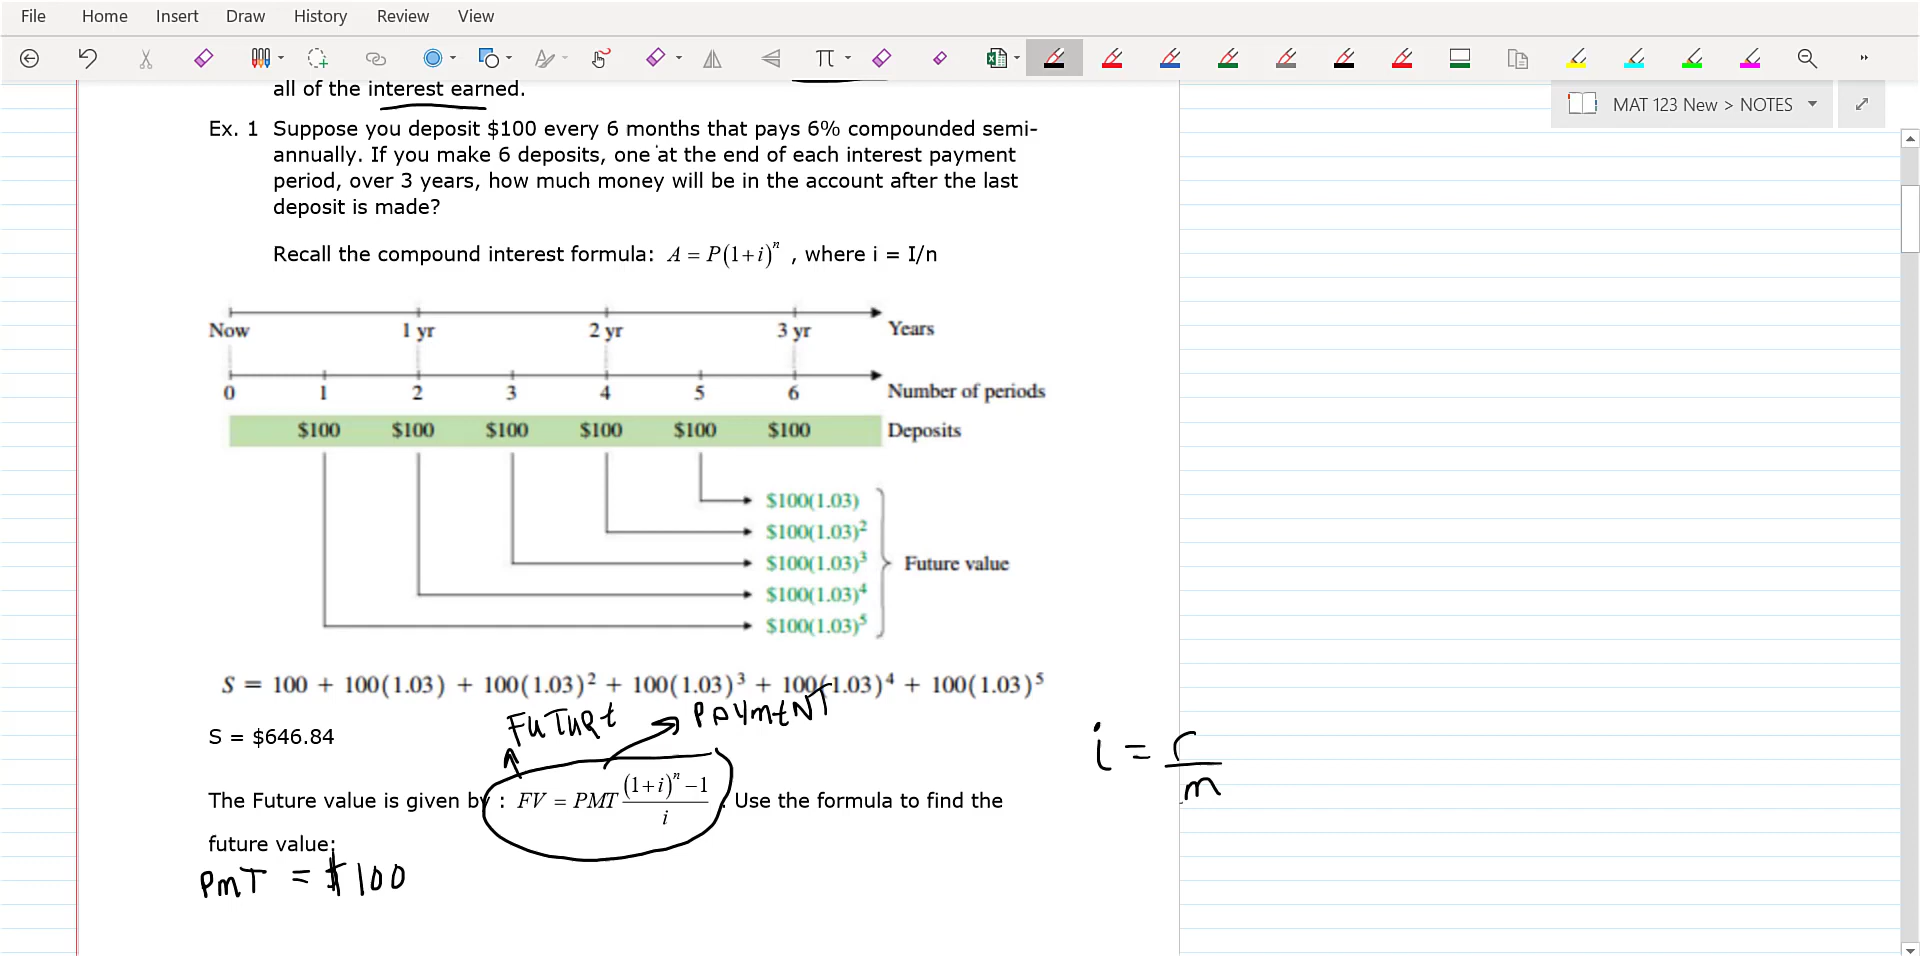 File Home Insert Draw History Review View
MAT 123 New > NOTES
all of the interest earned.
Ex. 1 Suppose you deposit $100 every 6 months that pays 6% compounded semi-
annually. If you make 6 deposits, one at the end of each interest payment
period, over 3 years, how much money will be in the account after the last
deposit is made?
Recall the compound interest formula: A = P(1+i)^n , where i = I/n
Now 1 yr 2 yr 3 yr Years
0 1 2 3 4 5 6 Number of periods
$100 $100 $100 $100 $100 $100 Deposits
$100(1.03)
$100(1.03)²
$100(1.03)³ Future value
$100(1.03)⁴
$100(1.03)⁵
S = 100 + 100(1.03) + 100(1.03)² + 100(1.03)³ + 100(1.03)⁴ + 100(1.03)⁵
FUTURE PAYMENT
S = $646.84
i = r/m
The Future value is given by : FV = PMT ((1+i)^n −1)/i . Use the formula to find the
future value:
PMT = $100